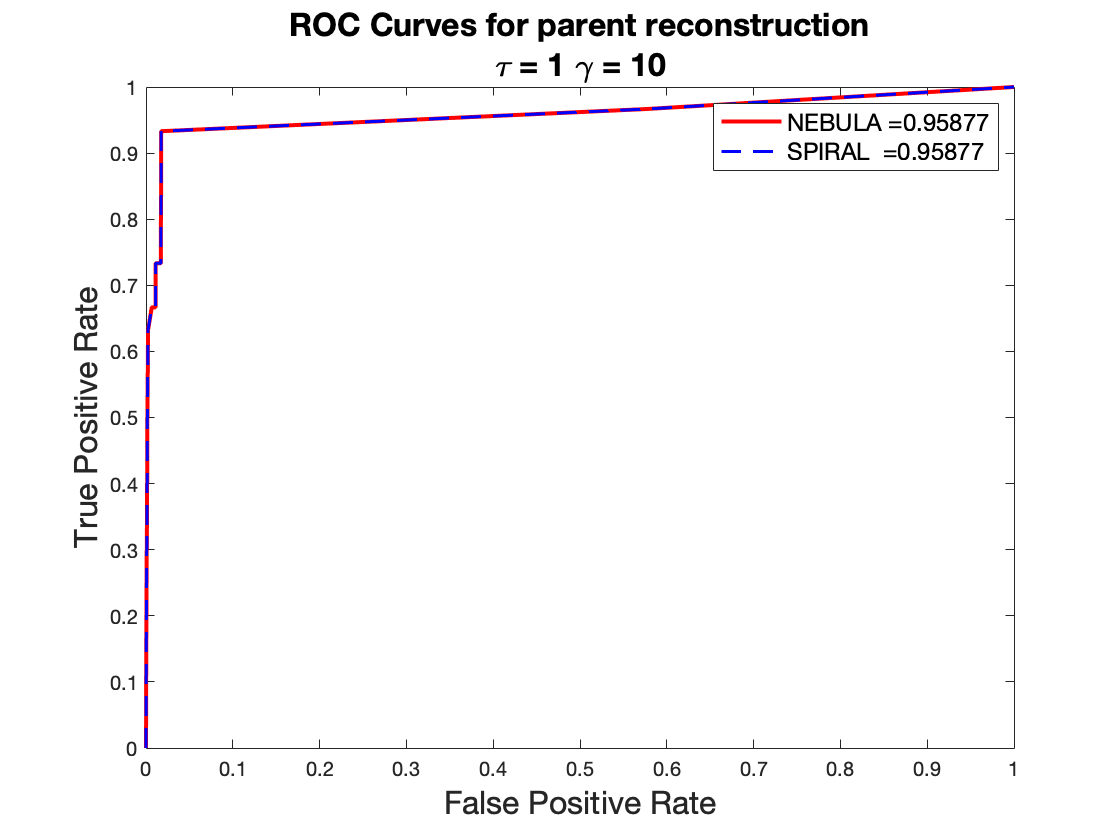 ROC Curves for parent reconstruction
τ = 1 γ = 10
NEBULA =0.95877
SPIRAL =0.95877
True Positive Rate
1
0.9
0.8
0.7
0.6
0.5
0.4
0.3
0.2
0.1
0
0 0.1 0.2 0.3 0.4 0.5 0.6 0.7 0.8 0.9 1
False Positive Rate